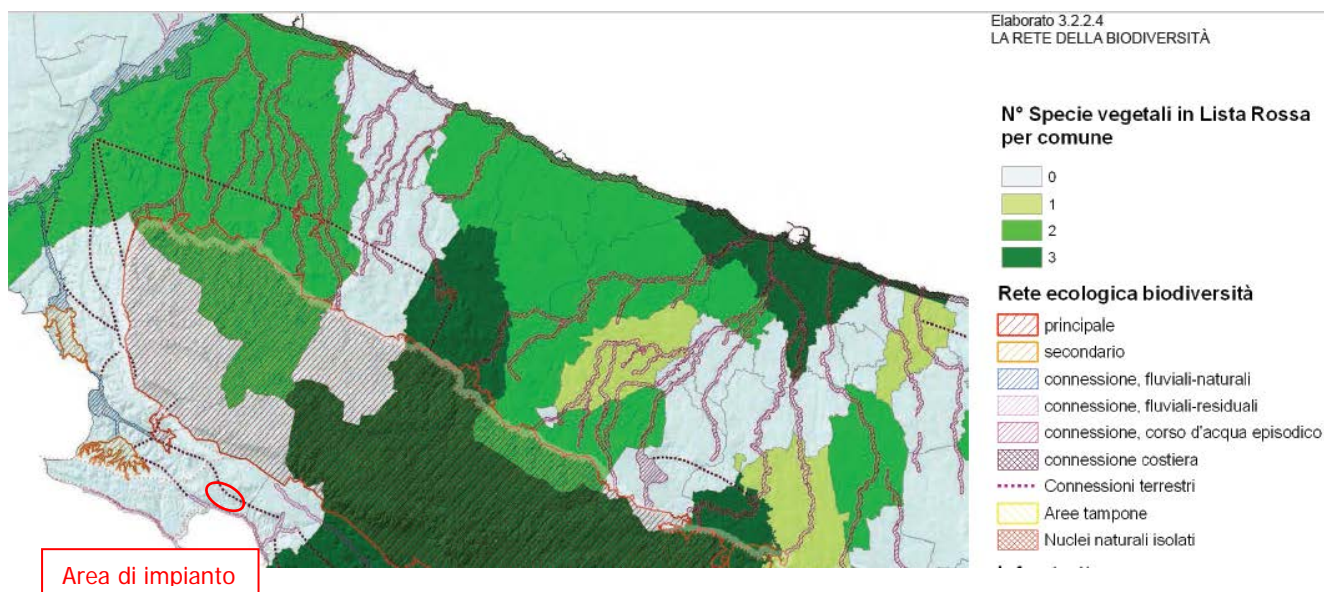 Elaborato 3.2.2.4
LA RETE DELLA BIODIVERSITÀ
N° Specie vegetali in Lista Rossa
per comune
0
1
2
3
Rete ecologica biodiversità
principale
secondario
connessione, fluviali-naturali
connessione, fluviali-residuali
connessione, corso d'acqua episodico
connessione costiera
Connessioni terrestri
Aree tampone
Nuclei naturali isolati
Area di impianto